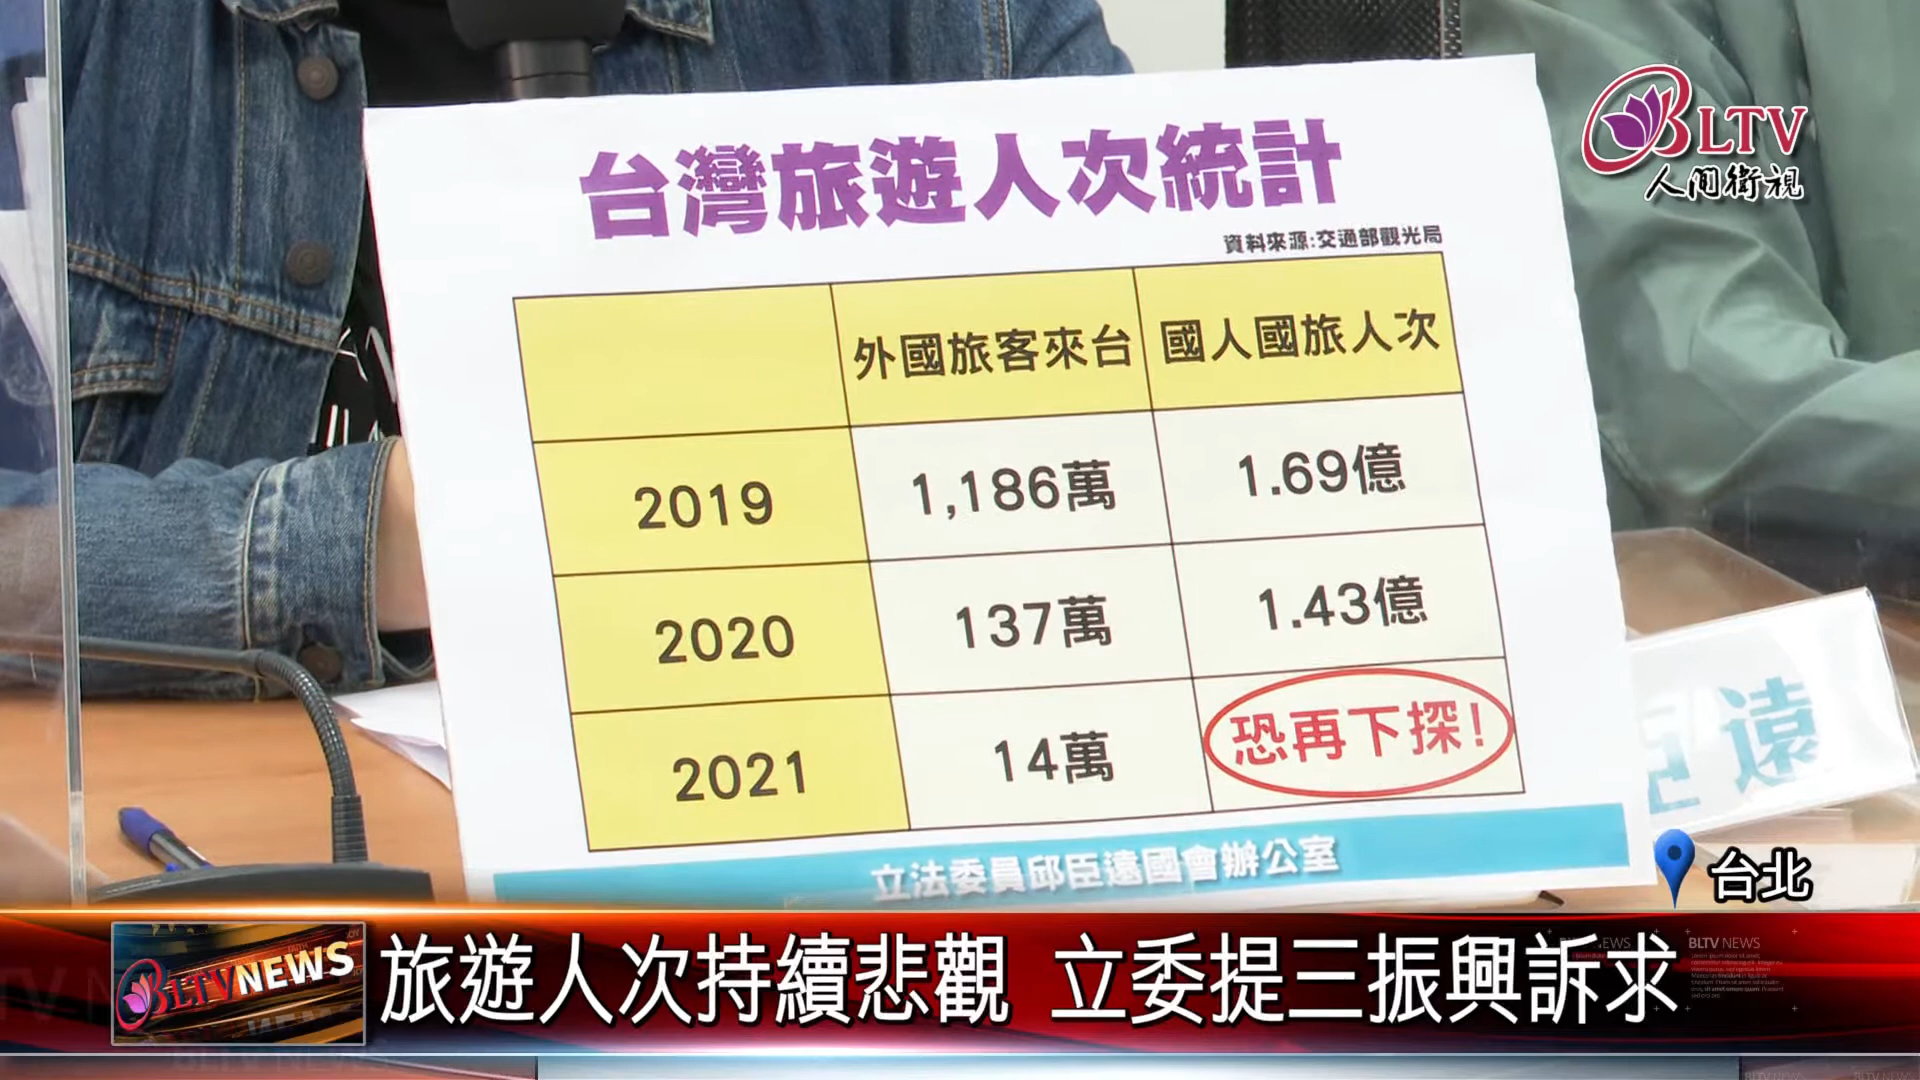 BLTV
人間衛視
台灣旅遊人次統計
資料來源:交通部觀光局
外國旅客來台 國人國旅人次
2019 1,186萬 1.69億
2020 137萬 1.43億
2021 14萬 恐再下探!
臣遠
立法委員邱臣遠國會辦公室
台北
BLTVNEWS 旅遊人次持續悲觀 立委提三振興訴求
BLTV NEWS